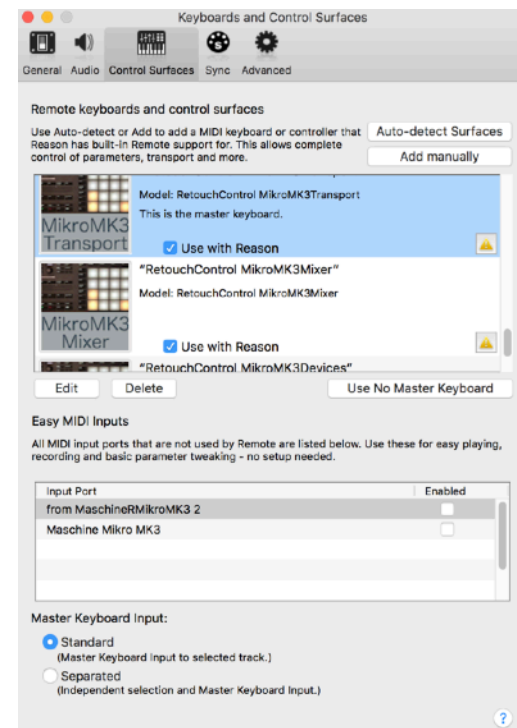 Keyboards and Control Surfaces
General Audio Control Surfaces Sync Advanced
Remote keyboards and control surfaces
Use Auto-detect or Add to add a MIDI keyboard or controller that
Reason has built-in Remote support for. This allows complete
control of parameters, transport and more.
Auto-detect Surfaces
Add manually
MikroMK3
Transport
Model: RetouchControl MikroMK3Transport
This is the master keyboard.
Use with Reason
MikroMK3
Mixer
"RetouchControl MikroMK3Mixer"
Model: RetouchControl MikroMK3Mixer
Use with Reason
"RetouchControl MikroMK3Devices"
Edit Delete Use No Master Keyboard
Easy MIDI Inputs
All MIDI input ports that are not used by Remote are listed below. Use these for easy playing,
recording and basic parameter tweaking - no setup needed.
Input Port Enabled
from MaschineRMikroMK3 2
Maschine Mikro MK3
Master Keyboard Input:
Standard
(Master Keyboard Input to selected track.)
Separated
(Independent selection and Master Keyboard Input.)
?